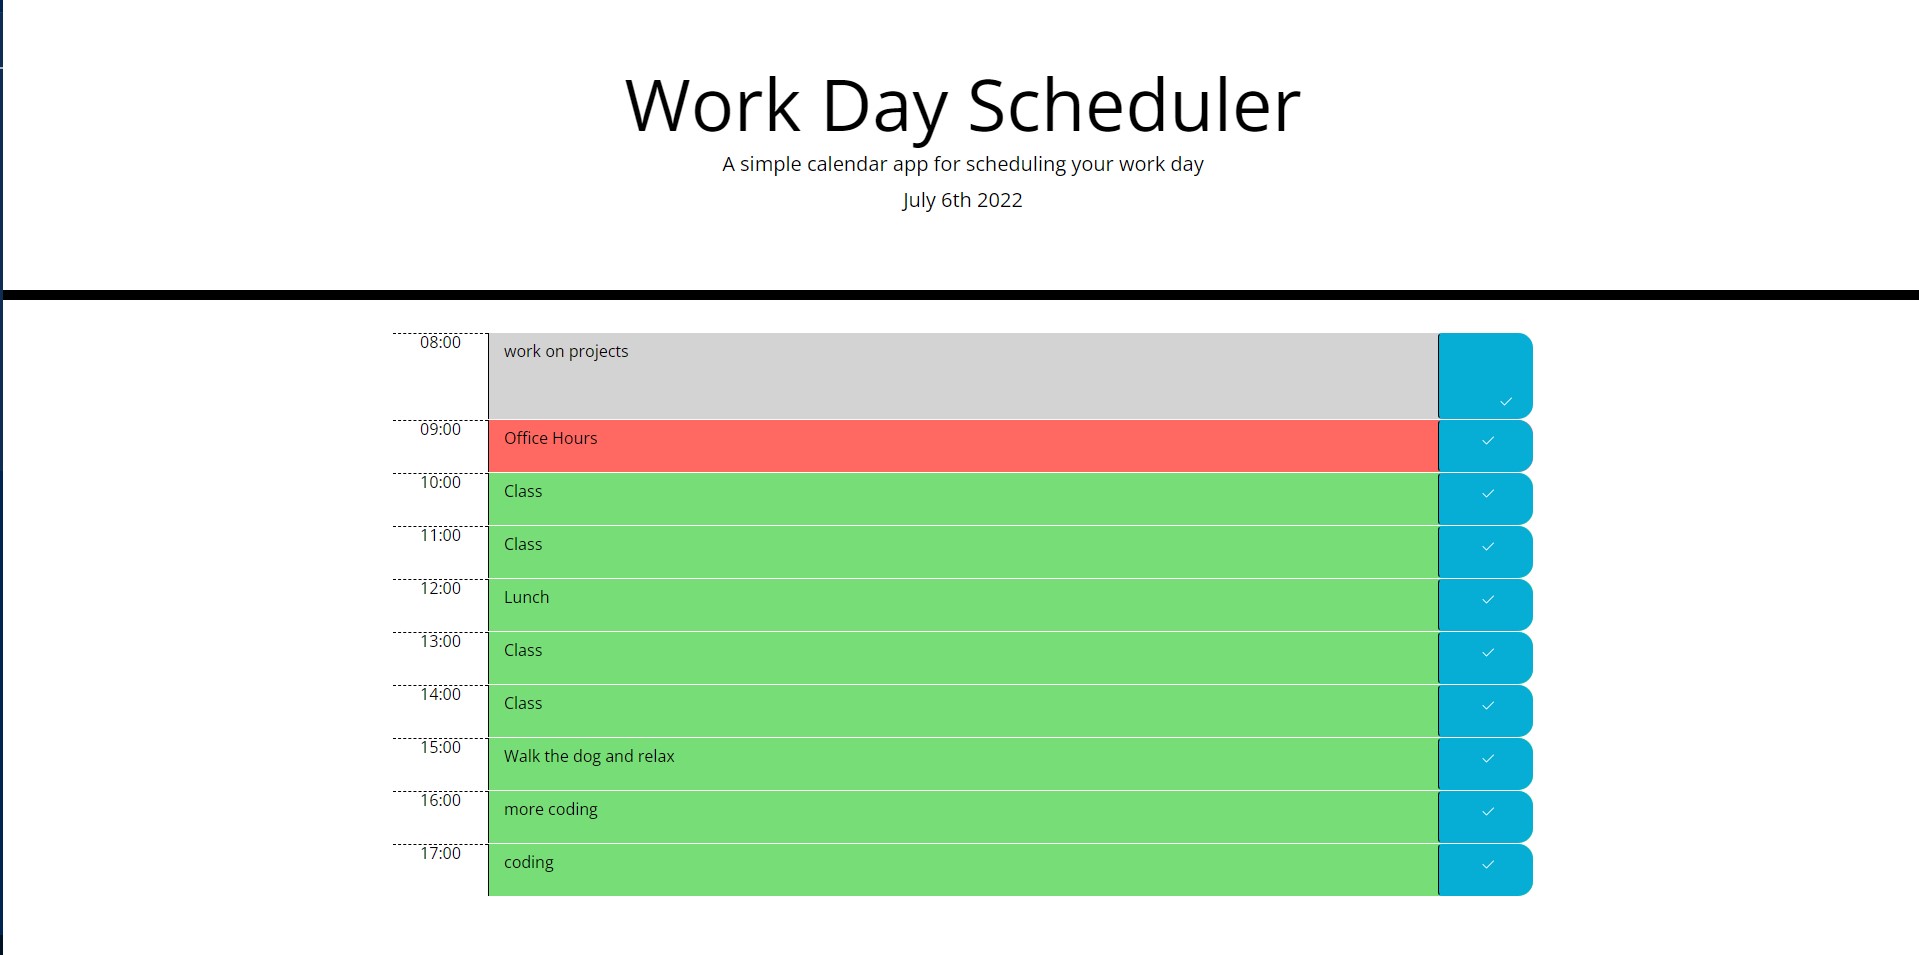 Work Day Scheduler
A simple calendar app for scheduling your work day
July 6th 2022
08:00 work on projects
09:00 Office Hours
10:00 Class
11:00 Class
12:00 Lunch
13:00 Class
14:00 Class
15:00 Walk the dog and relax
16:00 more coding
17:00 coding